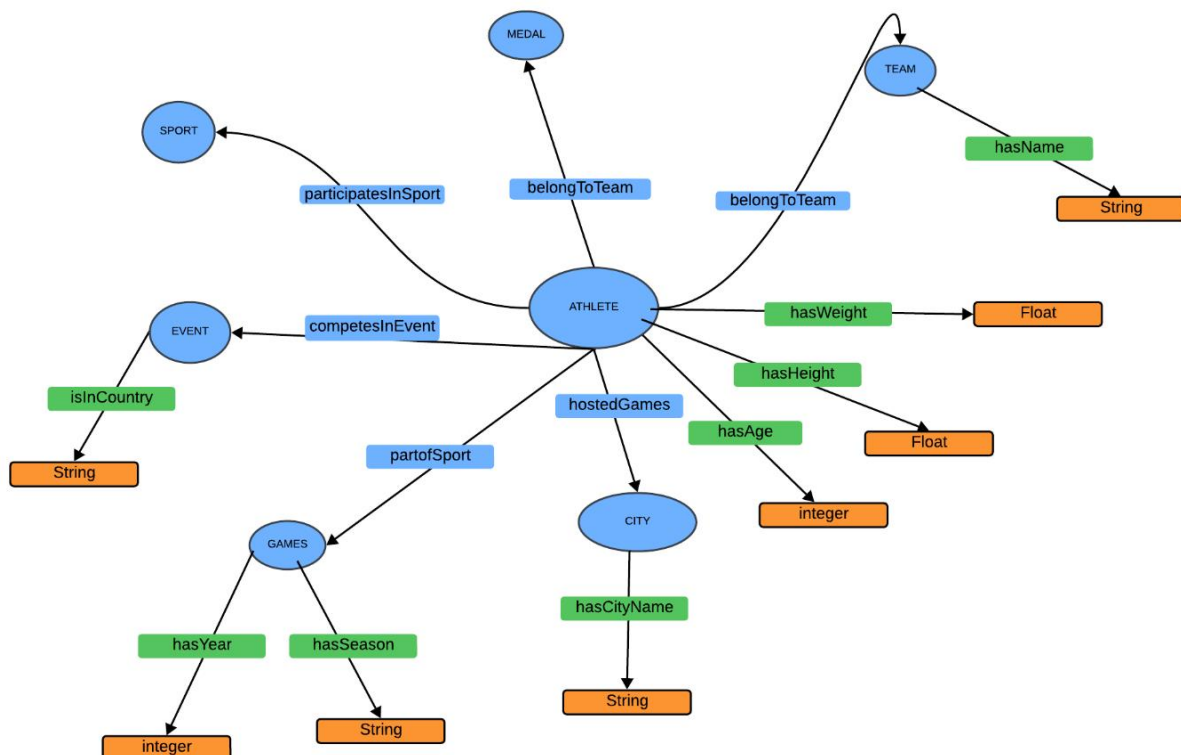 MEDAL
TEAM
SPORT
hasName
belongToTeam
participatesInSport
belongToTeam
String
ATHLETE
hasWeight
Float
EVENT
competesInEvent
hasHeight
isInCountry
hostedGames
hasAge
Float
partofSport
String
integer
CITY
GAMES
hasCityName
hasYear
hasSeason
String
String
integer